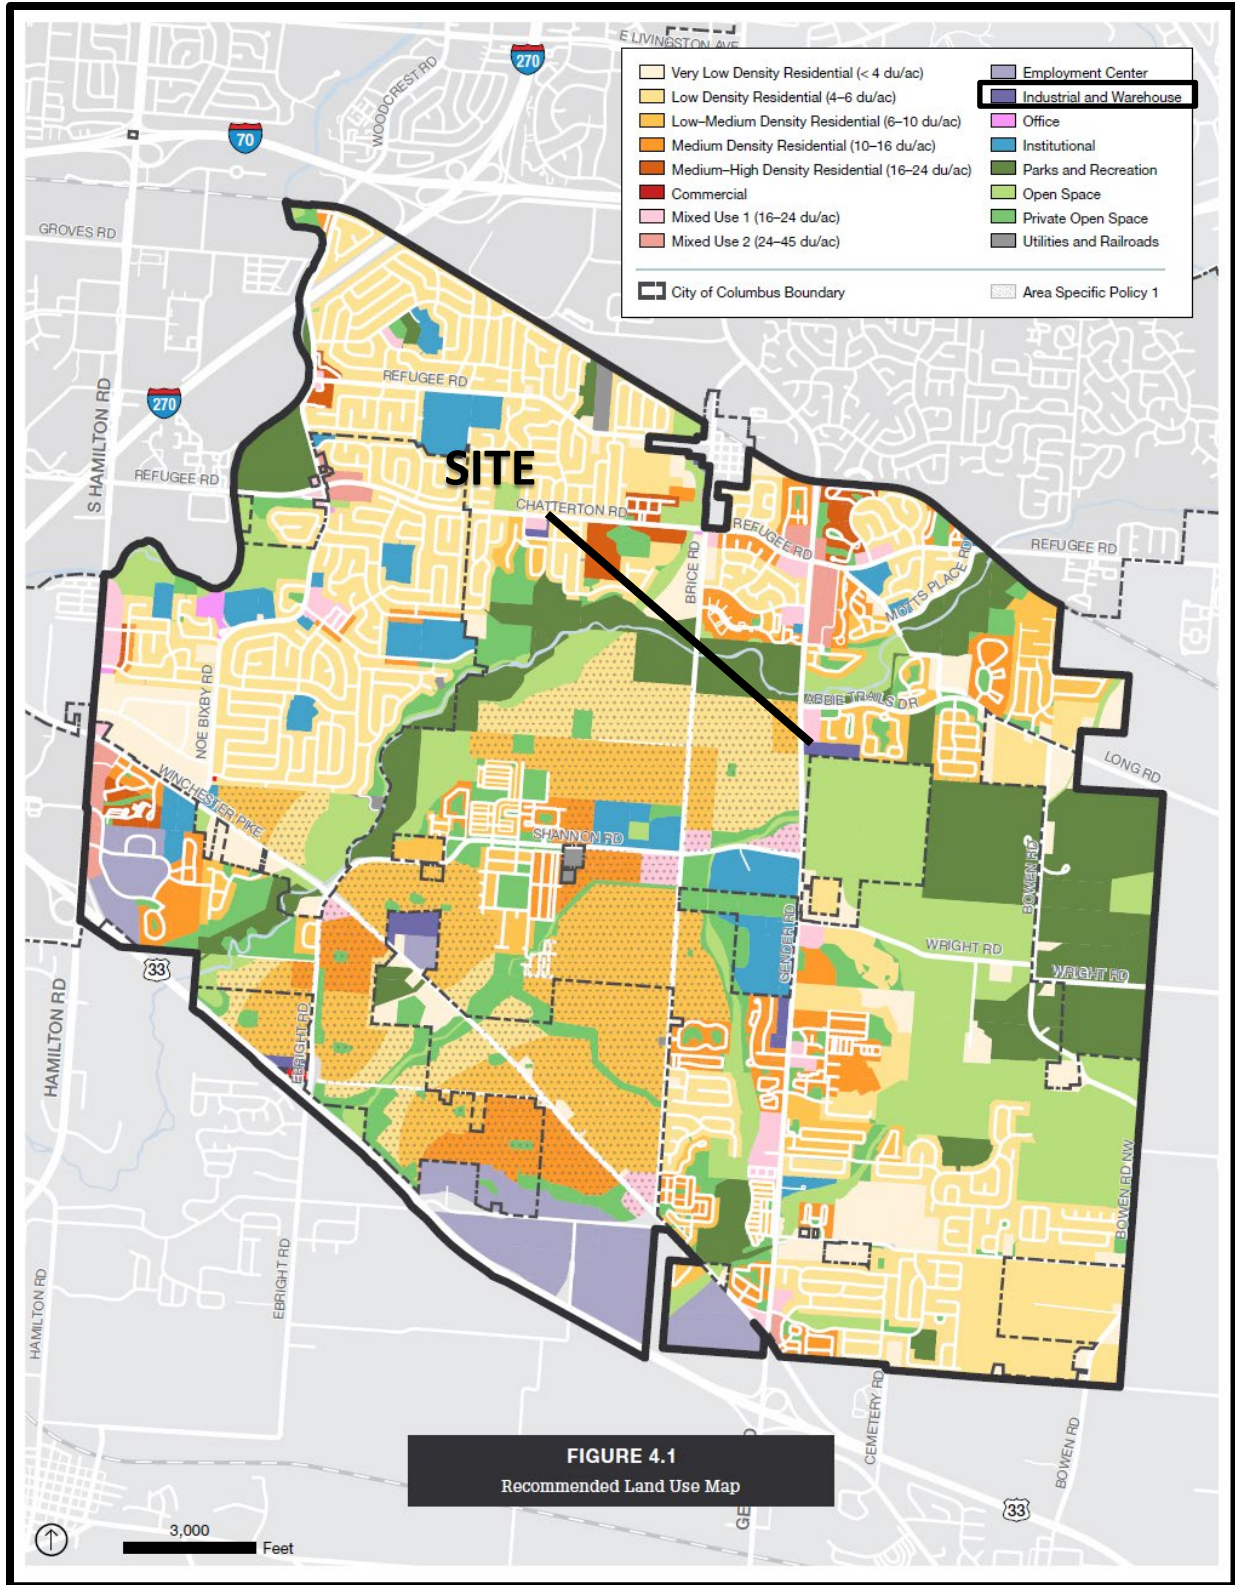 E LIVINGSTON AVE
270
WOODCREST RD
70
Very Low Density Residential (< 4 du/ac)
Low Density Residential (4–6 du/ac)
Low–Medium Density Residential (6–10 du/ac)
Medium Density Residential (10–16 du/ac)
Medium–High Density Residential (16–24 du/ac)
Commercial
Mixed Use 1 (16–24 du/ac)
Mixed Use 2 (24–45 du/ac)
Employment Center
Industrial and Warehouse
Office
Institutional
Parks and Recreation
Open Space
Private Open Space
Utilities and Railroads
City of Columbus Boundary
Area Specific Policy 1
GROVES RD
REFUGEE RD
270
S HAMILTON RD
REFUGEE RD
SITE
CHATTERTON RD
REFUGEE RD
REFUGEE RD
BRICE RD
MOTTS PLACE RD
NOE BIXBY RD
ABBIE TRAILS DR
LONG RD
WINCHESTER PIKE
SHANNON RD
BOWEN RD
GENDER RD
WRIGHT RD
WRIGHT RD
33
HAMILTON RD
EBRIGHT RD
BOWEN RD NW
EBRIGHT RD
HAMILTON RD
CEMETERY RD
BOWEN RD
FIGURE 4.1
Recommended Land Use Map
33
3,000
Feet